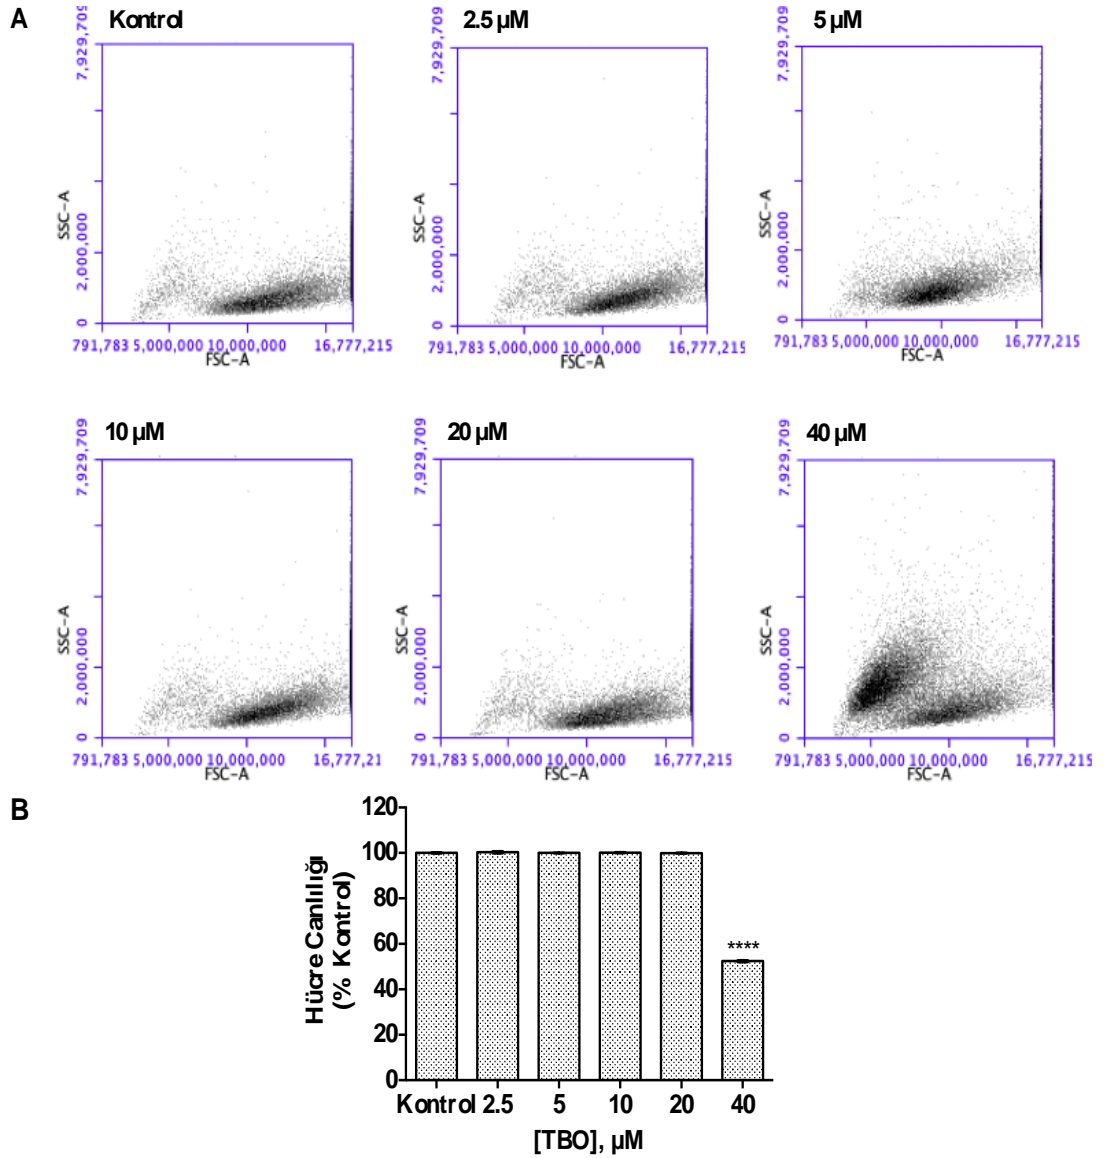 A
Kontrol
2.5 µM
5 µM
7,929,709
7,929,709
7,929,709
SSC-A
SSC-A
SSC-A
2,000,000
2,000,000
2,000,000
0
0
0
791,783 5,000,000 10,000,000 16,777,215
791,783 5,000,000 10,000,000 16,777,215
791,783 5,000,000 10,000,000 16,777,215
FSC-A
FSC-A
FSC-A
10 µM
20 µM
40 µM
7,929,709
7,929,709
7,929,709
SSC-A
SSC-A
SSC-A
2,000,000
2,000,000
2,000,000
0
0
0
791,783 5,000,000 10,000,000 16,777,21
791,783 5,000,000 10,000,000 16,777,215
791,783 5,000,000 10,000,000 16,777,215
FSC-A
FSC-A
FSC-A
B
Hücre Canlılığı
(% Kontrol)
120
100
80
60
40
20
0
****
Kontrol 2.5 5 10 20 40
[TBO], µM